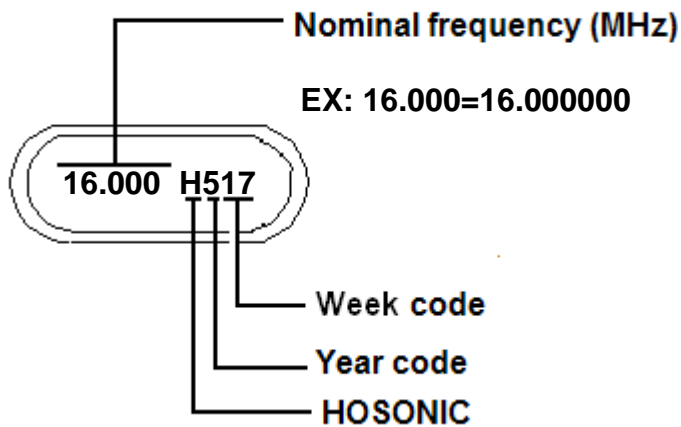 Nominal frequency (MHz)
EX: 16.000=16.000000
16.000 H517
Week code
Year code
HOSONIC